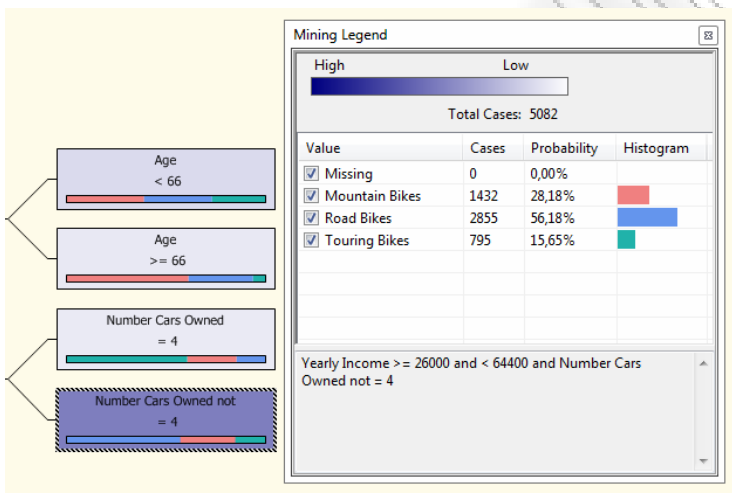 Age
< 66
Age
>= 66
Number Cars Owned
= 4
Number Cars Owned not
= 4
Mining Legend
High Low
Total Cases: 5082
Value Cases Probability Histogram
Missing 0 0,00%
Mountain Bikes 1432 28,18%
Road Bikes 2855 56,18%
Touring Bikes 795 15,65%
Yearly Income >= 26000 and < 64400 and Number Cars
Owned not = 4